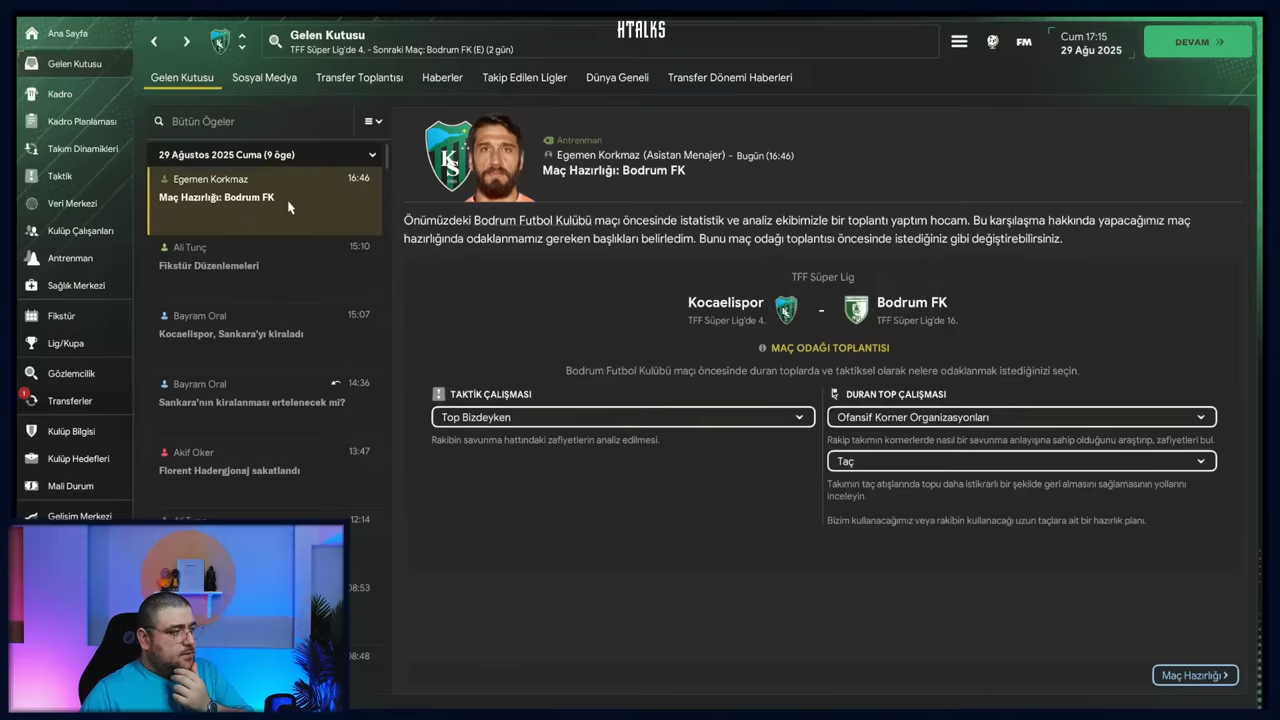 HTALKS
Ana Sayfa
Gelen Kutusu
Kadro
Kadro Planlaması
Takım Dinamikleri
Taktik
Veri Merkezi
Kulüp Çalışanları
Antrenman
Sağlık Merkezi
Fikstür
Lig/Kupa
Gözlemcilik
1
Transferler
Kulüp Bilgisi
Kulüp Hedefleri
Mali Durum
Gelişim Merkezi
Gelen Kutusu
TFF Süper Lig'de 4. - Sonraki Maç: Bodrum FK (E) (2 gün)
FM
Cum 17:15
29 Ağu 2025
DEVAM
Gelen Kutusu Sosyal Medya Transfer Toplantısı Haberler Takip Edilen Ligler Dünya Geneli Transfer Dönemi Haberleri
Bütün Ögeler
29 Ağustos 2025 Cuma (9 öge)
Egemen Korkmaz 16:46
Maç Hazırlığı: Bodrum FK
Ali Tunç 15:10
Fikstür Düzenlemeleri
Bayram Oral 15:07
Kocaelispor, Sankara'yı kiraladı
Bayram Oral 14:36
Sankara'nın kiralanması ertelenecek mi?
Akif Oker 13:47
Florent Hadergjonaj sakatlandı
Ali Tunç 12:14
08:53
08:48
KS
Antrenman
Egemen Korkmaz (Asistan Menajer) - Bugün (16:46)
Maç Hazırlığı: Bodrum FK
Önümüzdeki Bodrum Futbol Kulübü maçı öncesinde istatistik ve analiz ekibimizle bir toplantı yaptım hocam. Bu karşılaşma hakkında yapacağımız maç
hazırlığında odaklanmamız gereken başlıkları belirledim. Bunu maç odağı toplantısı öncesinde istediğiniz gibi değiştirebilirsiniz.
TFF Süper Lig
Kocaelispor - Bodrum FK
TFF Süper Lig'de 4. TFF Süper Lig'de 16.
MAÇ ODAĞI TOPLANTISI
Bodrum Futbol Kulübü maçı öncesinde duran toplarda ve taktiksel olarak nelere odaklanmak istediğinizi seçin.
TAKTİK ÇALIŞMASI
Top Bizdeyken
Rakibin savunma hattındaki zafiyetlerin analiz edilmesi.
DURAN TOP ÇALIŞMASI
Ofansif Korner Organizasyonları
Rakip takımın kornerlerde nasıl bir savunma anlayışına sahip olduğunu araştırıp, zafiyetleri bul.
Taç
Takımın taç atışlarında topu daha istikrarlı bir şekilde geri almasını sağlamasının yollarını
inceleyin.
Bizim kullanacağımız veya rakibin kullanacağı uzun taçlara ait bir hazırlık planı.
Maç Hazırlığı